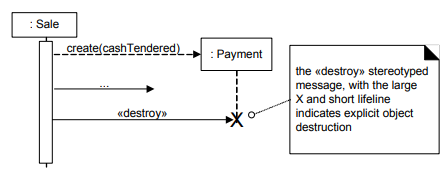 : Sale
create(cashTendered)
: Payment
...
«destroy»
X
the «destroy» stereotyped
message, with the large
X and short lifeline
indicates explicit object
destruction